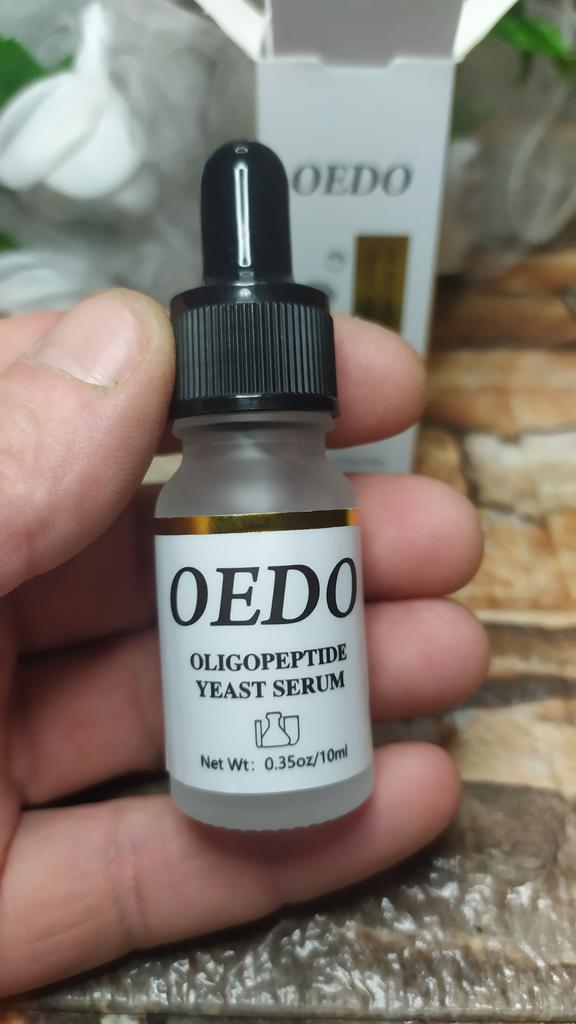 OEDO
OEDO
OLIGOPEPTIDE
YEAST SERUM
Net Wt: 0.35oz/10ml